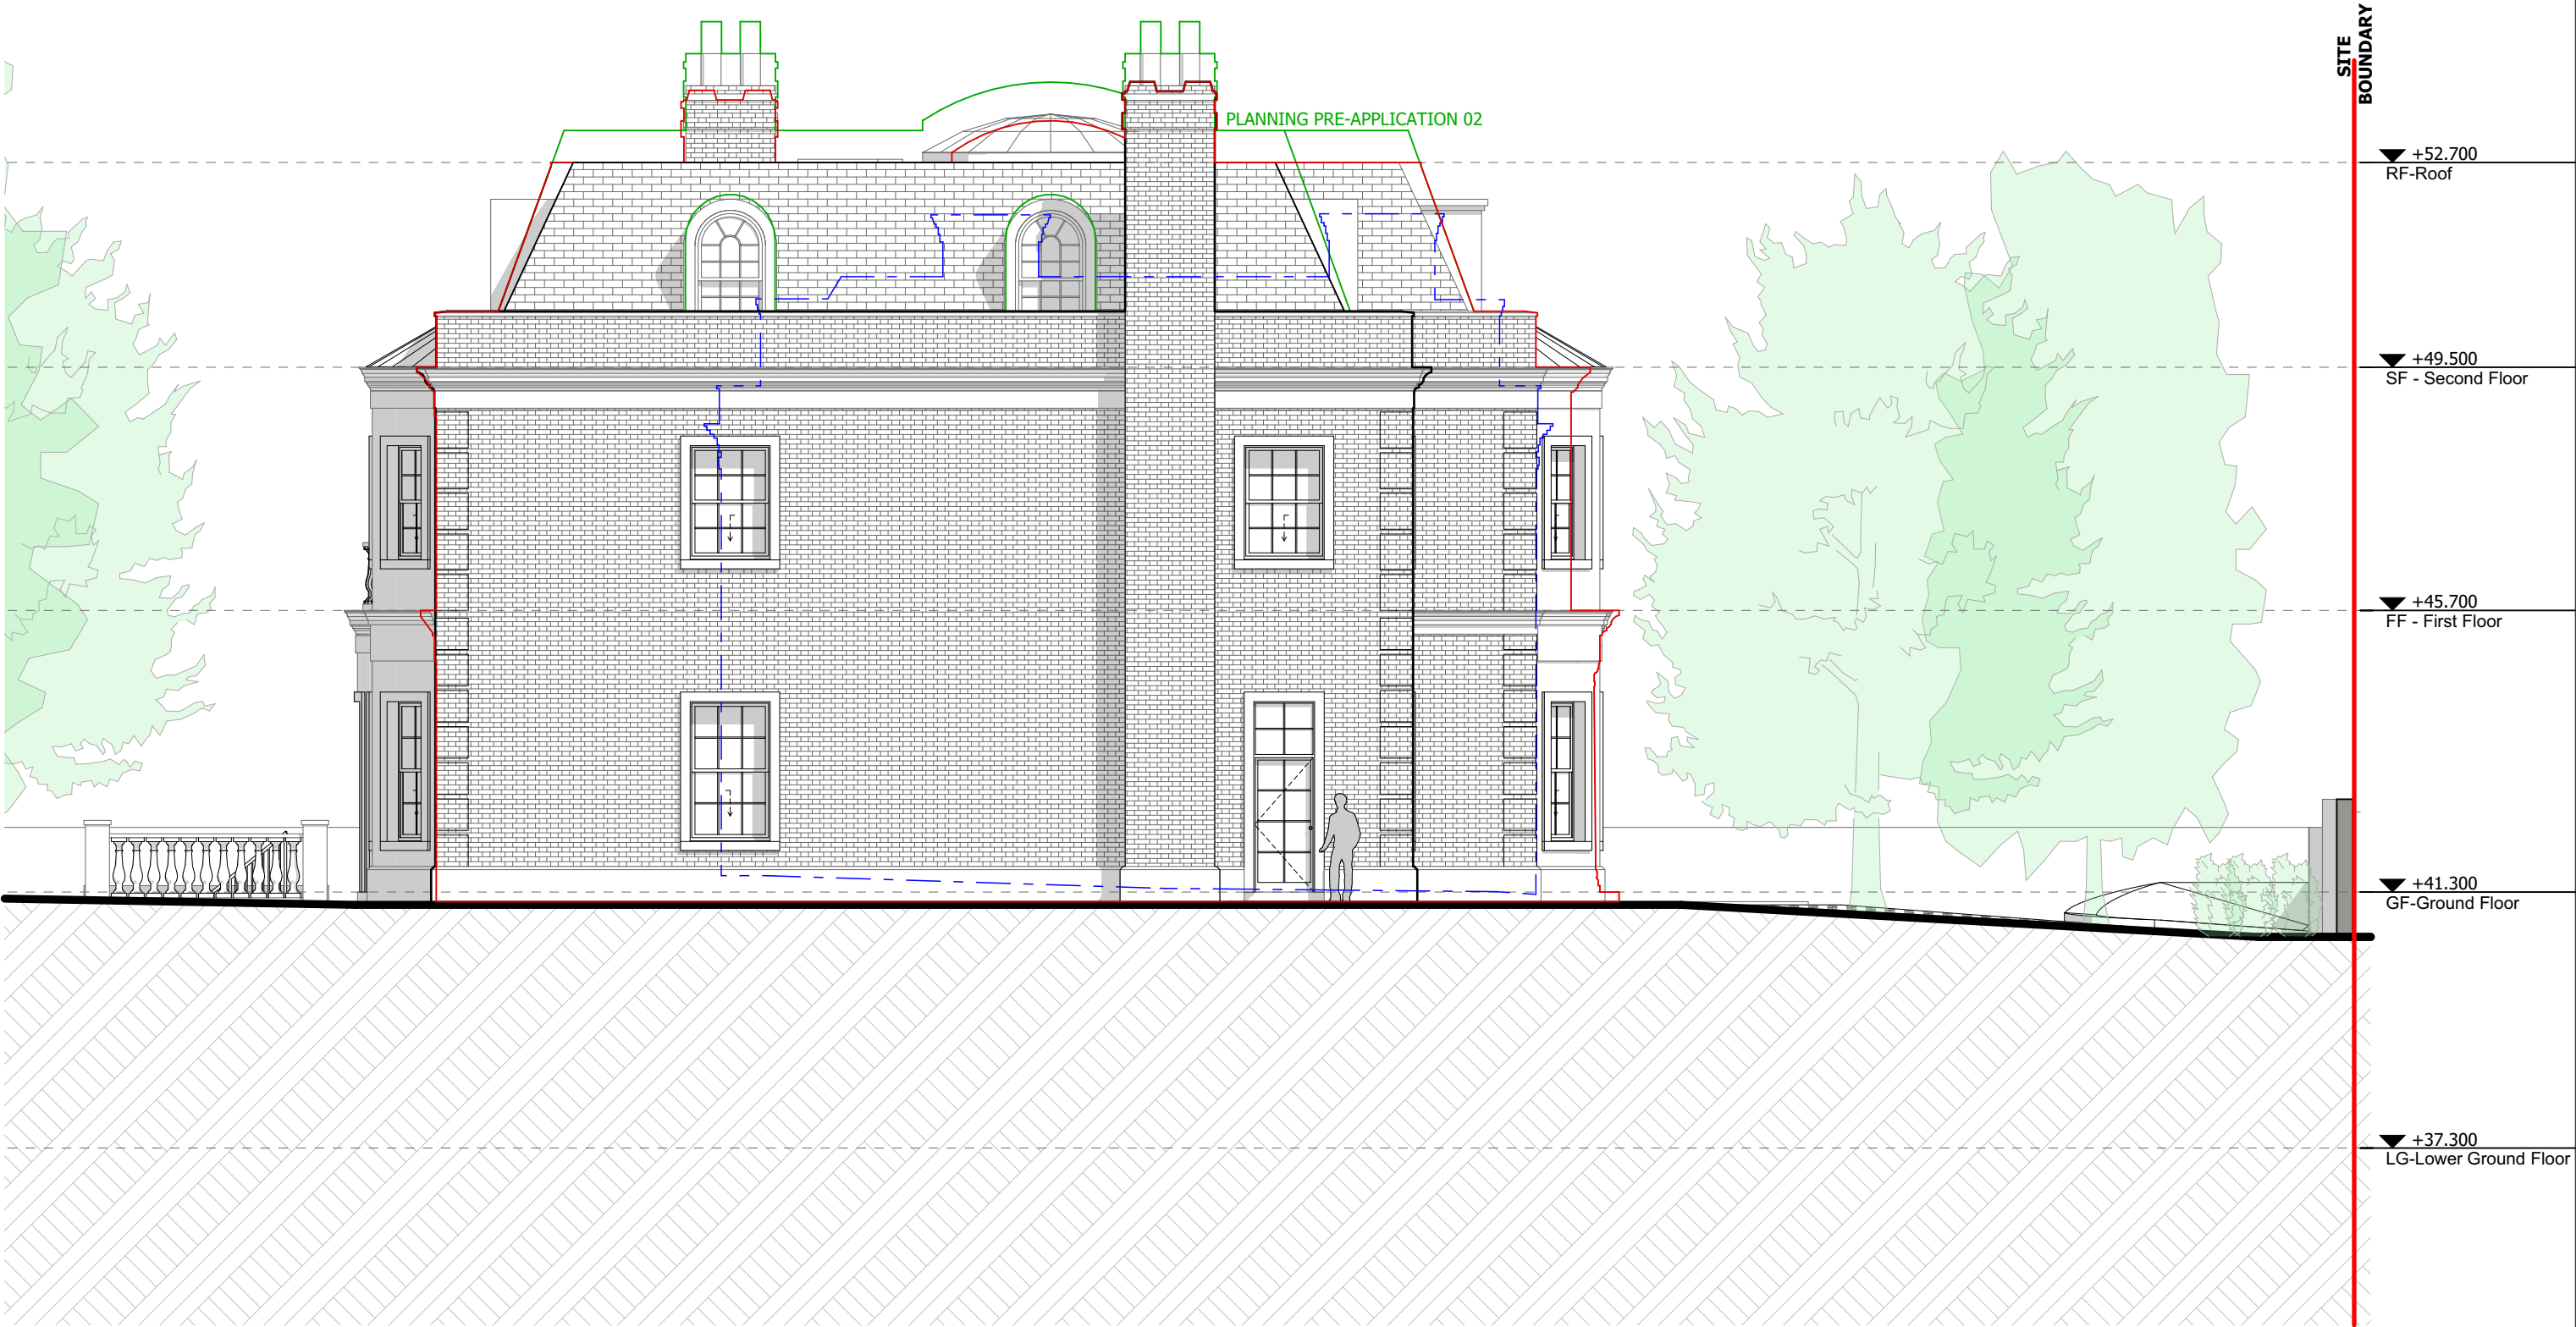 SITE
BOUNDARY
PLANNING PRE-APPLICATION 02
+52.700
RF-Roof
+49.500
SF - Second Floor
+45.700
FF - First Floor
+41.300
GF-Ground Floor
+37.300
LG-Lower Ground Floor